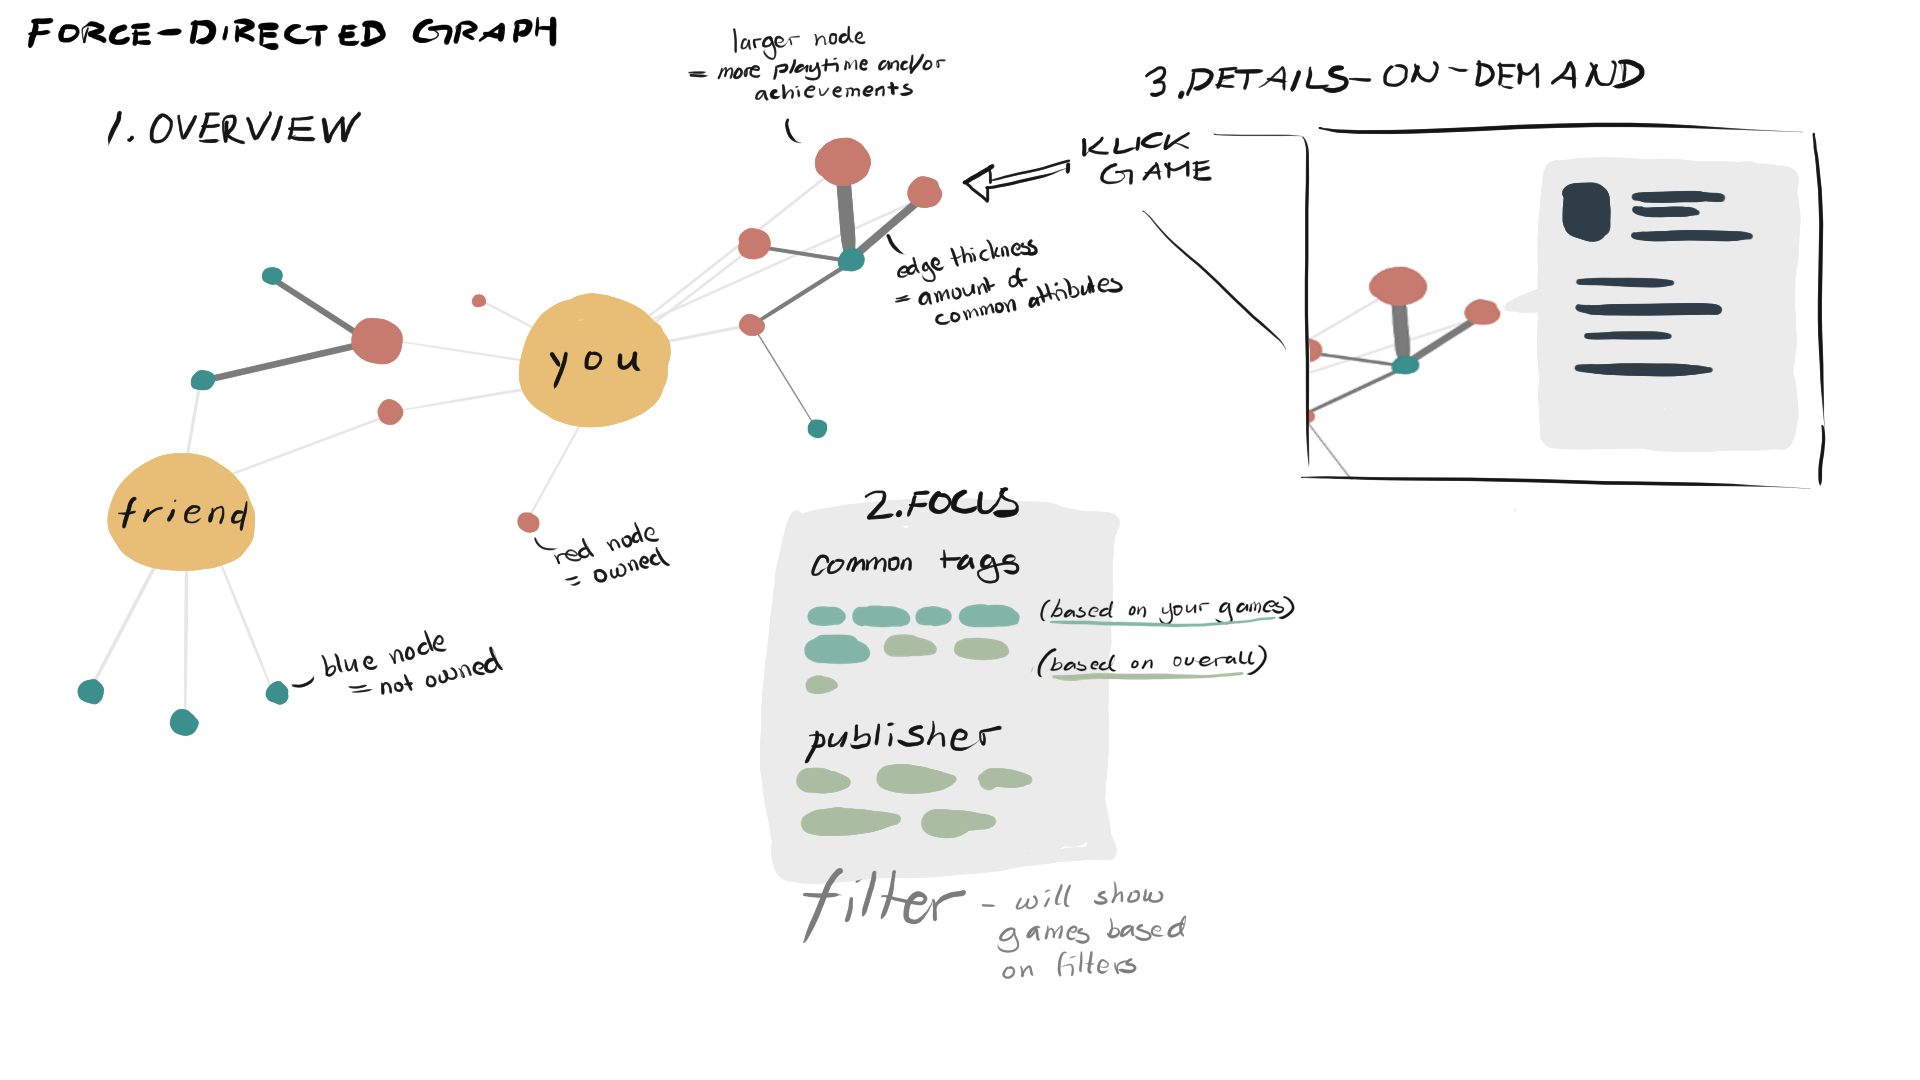 FORCE-DIRECTED GRAPH
1. OVERVIEW
larger node
= more playtime and/or
achievements
KLICK
GAME
edge thickness
= amount of
common attributes
you
friend
red node
= owned
blue node
= not owned
2. FOCUS
common tags
(based on your games)
(based on overall)
publisher
filter
- will show
games based
on filters
3. DETAILS-ON-DEMAND